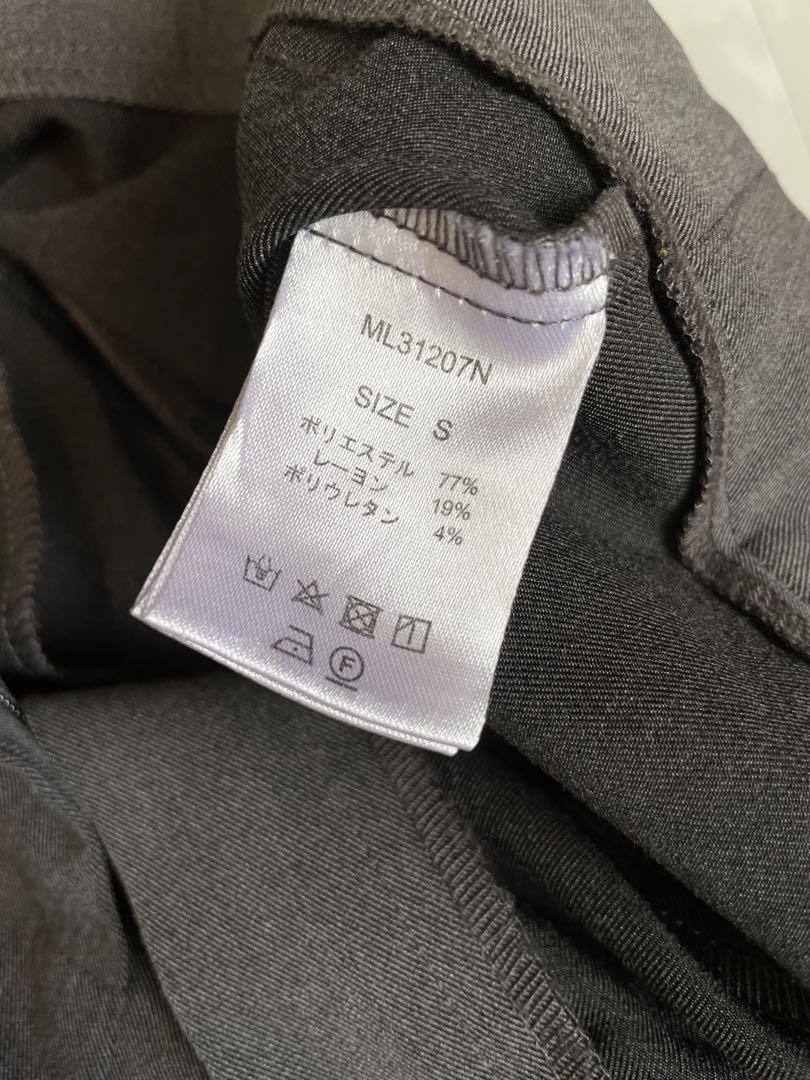 ML31207N
SIZE S
ポリエステル 77%
レーヨン 19%
ポリウレタン 4%
F